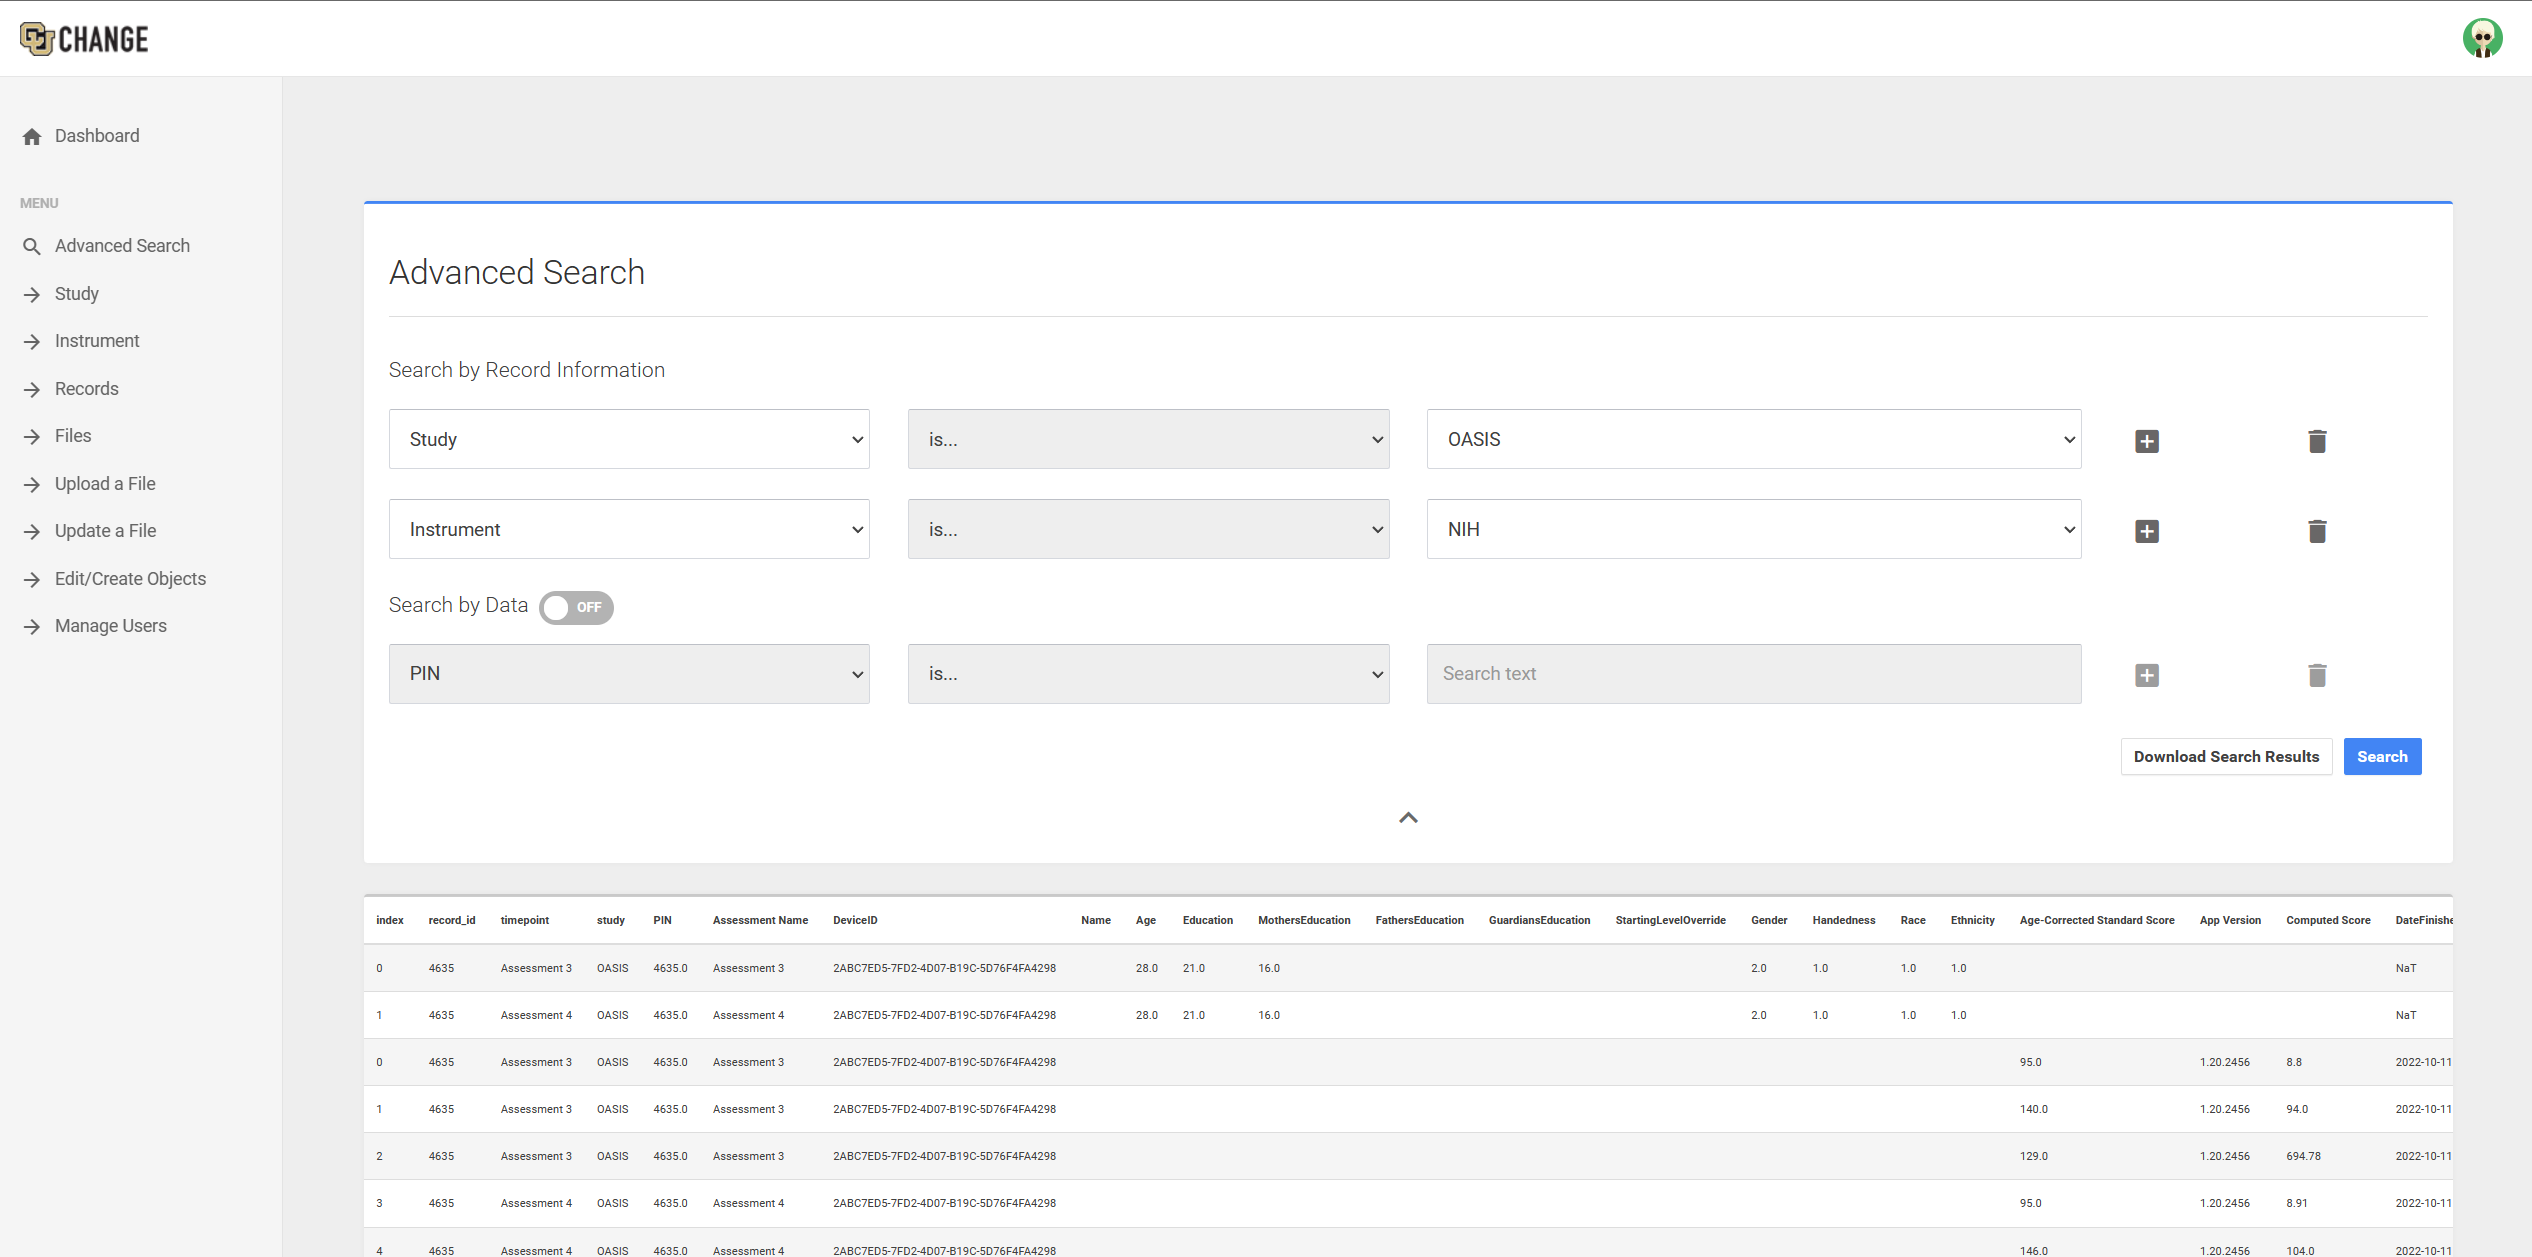 CU CHANGE
Dashboard
MENU
Advanced Search
Study
Instrument
Records
Files
Upload a File
Update a File
Edit/Create Objects
Manage Users
Advanced Search
Search by Record Information
Study is... OASIS
Instrument is... NIH
Search by Data OFF
PIN is... Search text
Download Search Results Search
index record_id timepoint study PIN Assessment Name DeviceID Name Age Education MothersEducation FathersEducation GuardiansEducation StartingLevelOverride Gender Handedness Race Ethnicity Age-Corrected Standard Score App Version Computed Score DateFinishe
0 4635 Assessment 3 OASIS 4635.0 Assessment 3 2ABC7ED5-7FD2-4D07-B19C-5D76F4FA4298 28.0 21.0 16.0 2.0 1.0 1.0 1.0 NaT
1 4635 Assessment 4 OASIS 4635.0 Assessment 4 2ABC7ED5-7FD2-4D07-B19C-5D76F4FA4298 28.0 21.0 16.0 2.0 1.0 1.0 1.0 NaT
0 4635 Assessment 3 OASIS 4635.0 Assessment 3 2ABC7ED5-7FD2-4D07-B19C-5D76F4FA4298 95.0 1.20.2456 8.8 2022-10-11
1 4635 Assessment 3 OASIS 4635.0 Assessment 3 2ABC7ED5-7FD2-4D07-B19C-5D76F4FA4298 140.0 1.20.2456 94.0 2022-10-11
2 4635 Assessment 3 OASIS 4635.0 Assessment 3 2ABC7ED5-7FD2-4D07-B19C-5D76F4FA4298 129.0 1.20.2456 694.78 2022-10-11
3 4635 Assessment 4 OASIS 4635.0 Assessment 4 2ABC7ED5-7FD2-4D07-B19C-5D76F4FA4298 95.0 1.20.2456 8.91 2022-10-11
4 4635 Assessment 4 OASIS 4635.0 Assessment 4 2ABC7ED5-7FD2-4D07-B19C-5D76F4FA4298 146.0 1.20.2456 104.0 2022-10-11